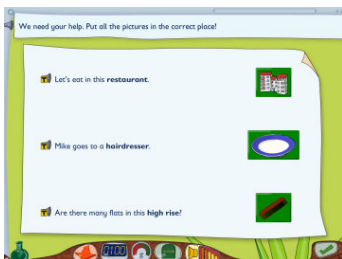 We need your help. Put all the pictures in the correct place!
Let's eat in this restaurant.
Mike goes to a hairdresser.
Are there many flats in this high rise?